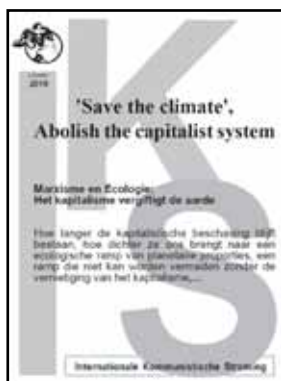 2019
'Save the climate',
Abolish the capitalist system
IKS
Marxisme en Ecologie:
Het kapitalisme vergiftigt de aarde
Hoe langer de kapitalistische beschaving blijft
bestaan, hoe dichter ze ons brengt naar een
ecologische ramp van planetaire proporties, een
ramp die niet kan worden vermeden zonder de
vernietiging van het kapitalisme,...
Internationale Kommunistische Stroming